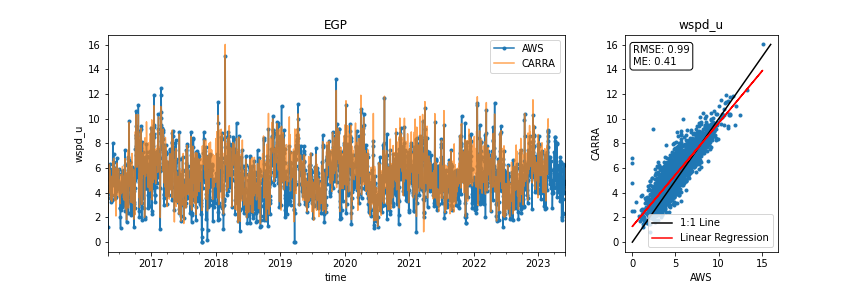 EGP
wspd_u
16
14
12
10
8
6
4
2
0
2017
2018
2019
2020
2021
2022
2023
time
AWS
CARRA
wspd_u
CARRA
16
14
12
10
8
6
4
2
0
0
5
10
15
AWS
RMSE: 0.99
ME: 0.41
1:1 Line
Linear Regression